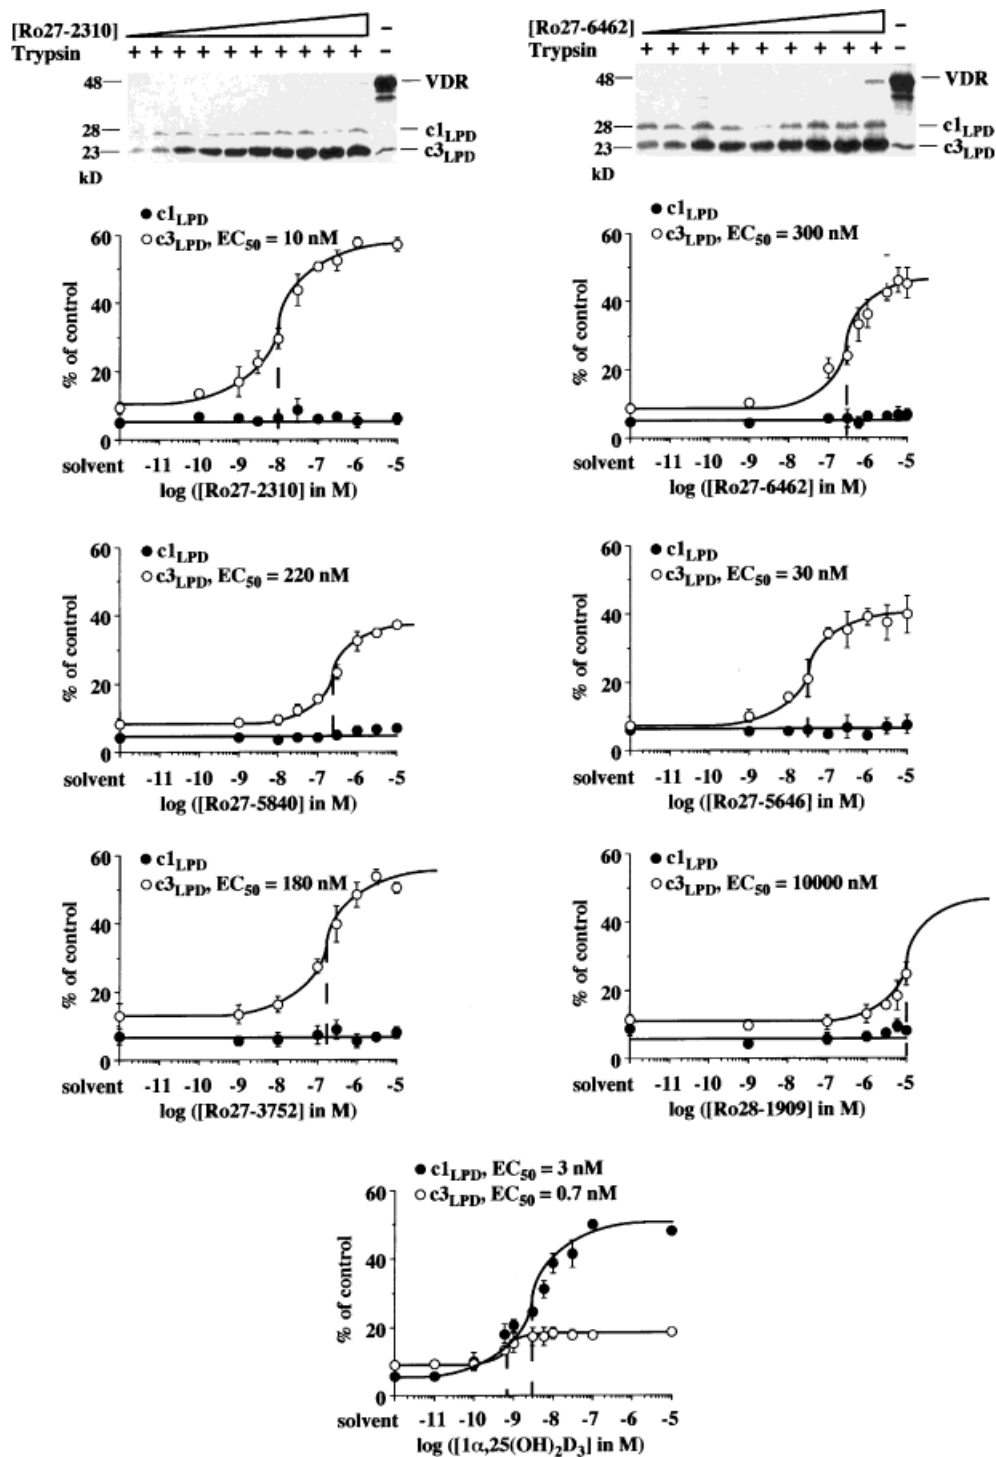 [Ro27-2310] –
Trypsin + + + + + + + + + –
48 VDR
28 c1LPD
23 c3LPD
kD
[Ro27-6462] –
Trypsin + + + + + + + + + –
48 VDR
28 c1LPD
23 c3LPD
kD
● c1LPD
○ c3LPD, EC50 = 10 nM
% of control
60
40
20
0
solvent -11 -10 -9 -8 -7 -6 -5
log ([Ro27-2310] in M)
● c1LPD
○ c3LPD, EC50 = 300 nM
% of control
60
40
20
0
solvent -11 -10 -9 -8 -7 -6 -5
log ([Ro27-6462] in M)
● c1LPD
○ c3LPD, EC50 = 220 nM
% of control
60
40
20
0
solvent -11 -10 -9 -8 -7 -6 -5
log ([Ro27-5840] in M)
● c1LPD
○ c3LPD, EC50 = 30 nM
% of control
60
40
20
0
solvent -11 -10 -9 -8 -7 -6 -5
log ([Ro27-5646] in M)
● c1LPD
○ c3LPD, EC50 = 180 nM
% of control
60
40
20
0
solvent -11 -10 -9 -8 -7 -6 -5
log ([Ro27-3752] in M)
● c1LPD
○ c3LPD, EC50 = 10000 nM
% of control
60
40
20
0
solvent -11 -10 -9 -8 -7 -6 -5
log ([Ro28-1909] in M)
● c1LPD, EC50 = 3 nM
○ c3LPD, EC50 = 0.7 nM
% of control
60
40
20
0
solvent -11 -10 -9 -8 -7 -6 -5
log ([1α,25(OH)2D3] in M)